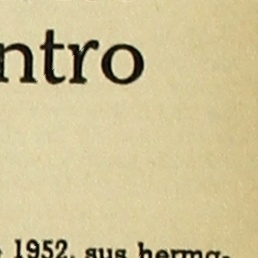 ntro
1952. sus herma-